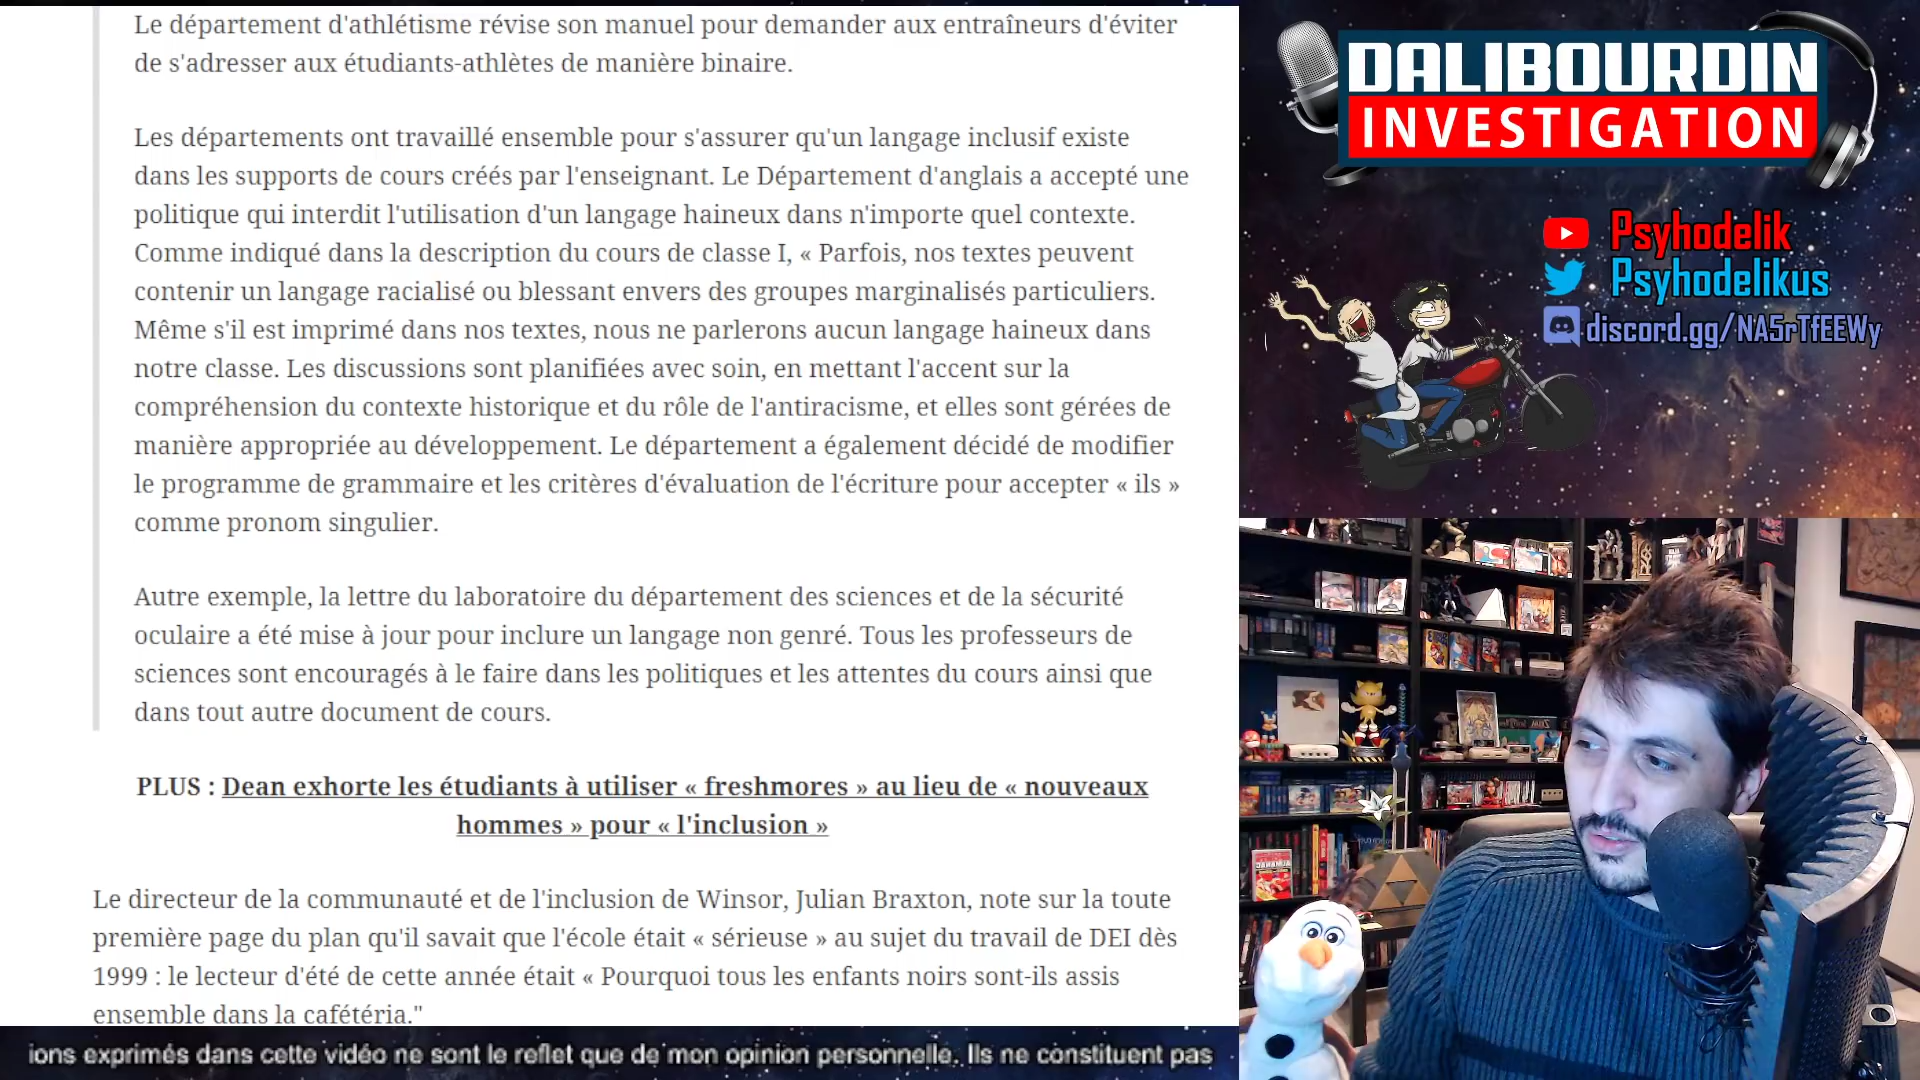 Le département d'athlétisme révise son manuel pour demander aux entraîneurs d'éviter
de s'adresser aux étudiants-athlètes de manière binaire.
Les départements ont travaillé ensemble pour s'assurer qu'un langage inclusif existe
dans les supports de cours créés par l'enseignant. Le Département d'anglais a accepté une
politique qui interdit l'utilisation d'un langage haineux dans n'importe quel contexte.
Comme indiqué dans la description du cours de classe I, « Parfois, nos textes peuvent
contenir un langage racialisé ou blessant envers des groupes marginalisés particuliers.
Même s'il est imprimé dans nos textes, nous ne parlerons aucun langage haineux dans
notre classe. Les discussions sont planifiées avec soin, en mettant l'accent sur la
compréhension du contexte historique et du rôle de l'antiracisme, et elles sont gérées de
manière appropriée au développement. Le département a également décidé de modifier
le programme de grammaire et les critères d'évaluation de l'écriture pour accepter « ils »
comme pronom singulier.
Autre exemple, la lettre du laboratoire du département des sciences et de la sécurité
oculaire a été mise à jour pour inclure un langage non genré. Tous les professeurs de
sciences sont encouragés à le faire dans les politiques et les attentes du cours ainsi que
dans tout autre document de cours.
PLUS : Dean exhorte les étudiants à utiliser « freshmores » au lieu de « nouveaux
hommes » pour « l'inclusion »
Le directeur de la communauté et de l'inclusion de Winsor, Julian Braxton, note sur la toute
première page du plan qu'il savait que l'école était « sérieuse » au sujet du travail de DEI dès
1999 : le lecteur d'été de cette année était « Pourquoi tous les enfants noirs sont-ils assis
ensemble dans la cafétéria."
ions exprimés dans cette vidéo ne sont le reflet que de mon opinion personnelle. Ils ne constituent pas
DALIBOURDIN
INVESTIGATION
Psyhodelik
Psyhodelikus
discord.gg/NA5rTfEEWy